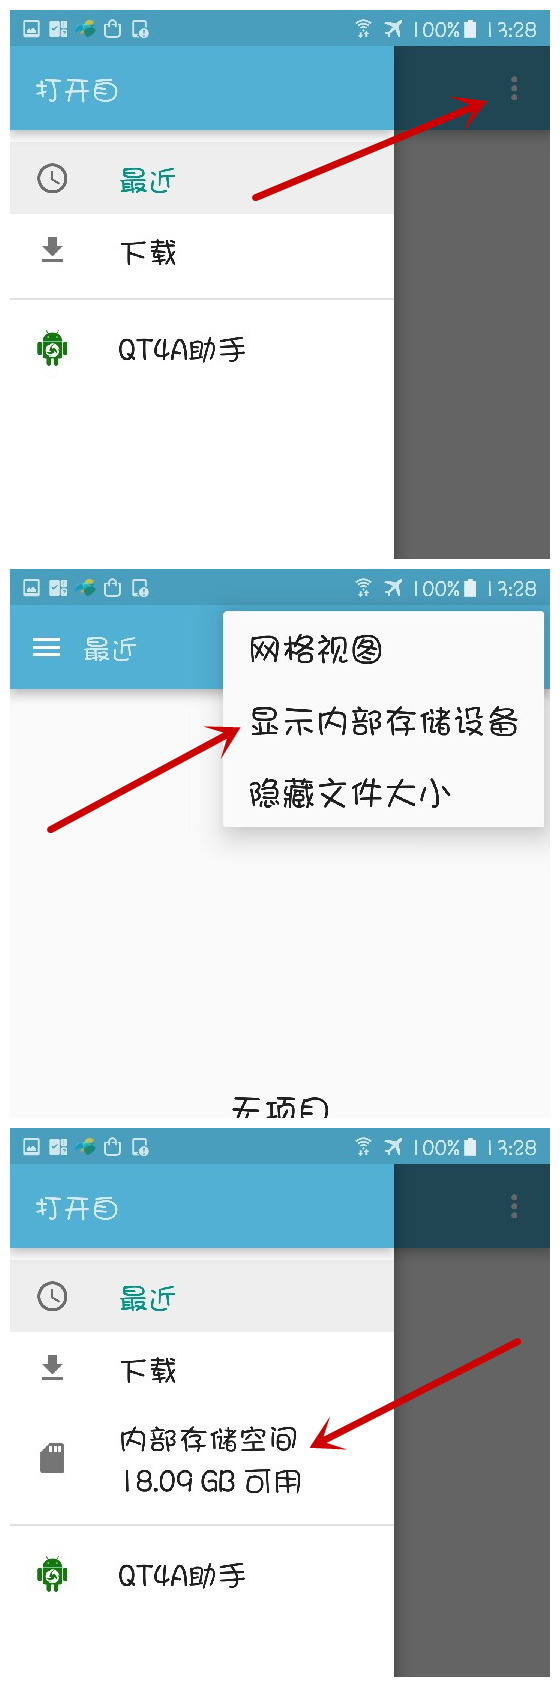 100% 13:28
打开自
最近
下载
QT4A助手
100% 13:28
最近
网格视图
显示内部存储设备
隐藏文件大小
无项目
100% 13:28
打开自
最近
下载
内部存储空间
18.09 GB 可用
QT4A助手